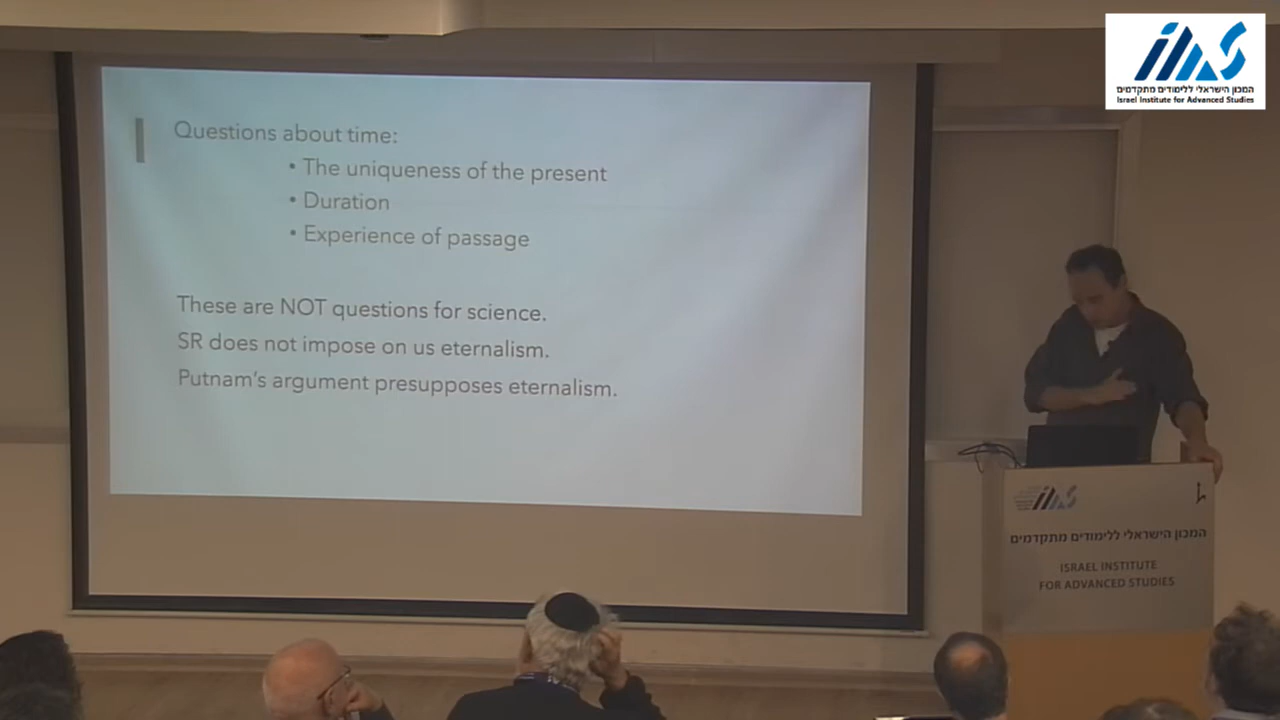 Questions about time:
• The uniqueness of the present
• Duration
• Experience of passage
These are NOT questions for science.
SR does not impose on us eternalism.
Putnam's argument presupposes eternalism.
ias
המכון הישראלי ללימודים מתקדמים
Israel Institute for Advanced Studies
ias
המכון הישראלי ללימודים מתקדמים
ISRAEL INSTITUTE
FOR ADVANCED STUDIES